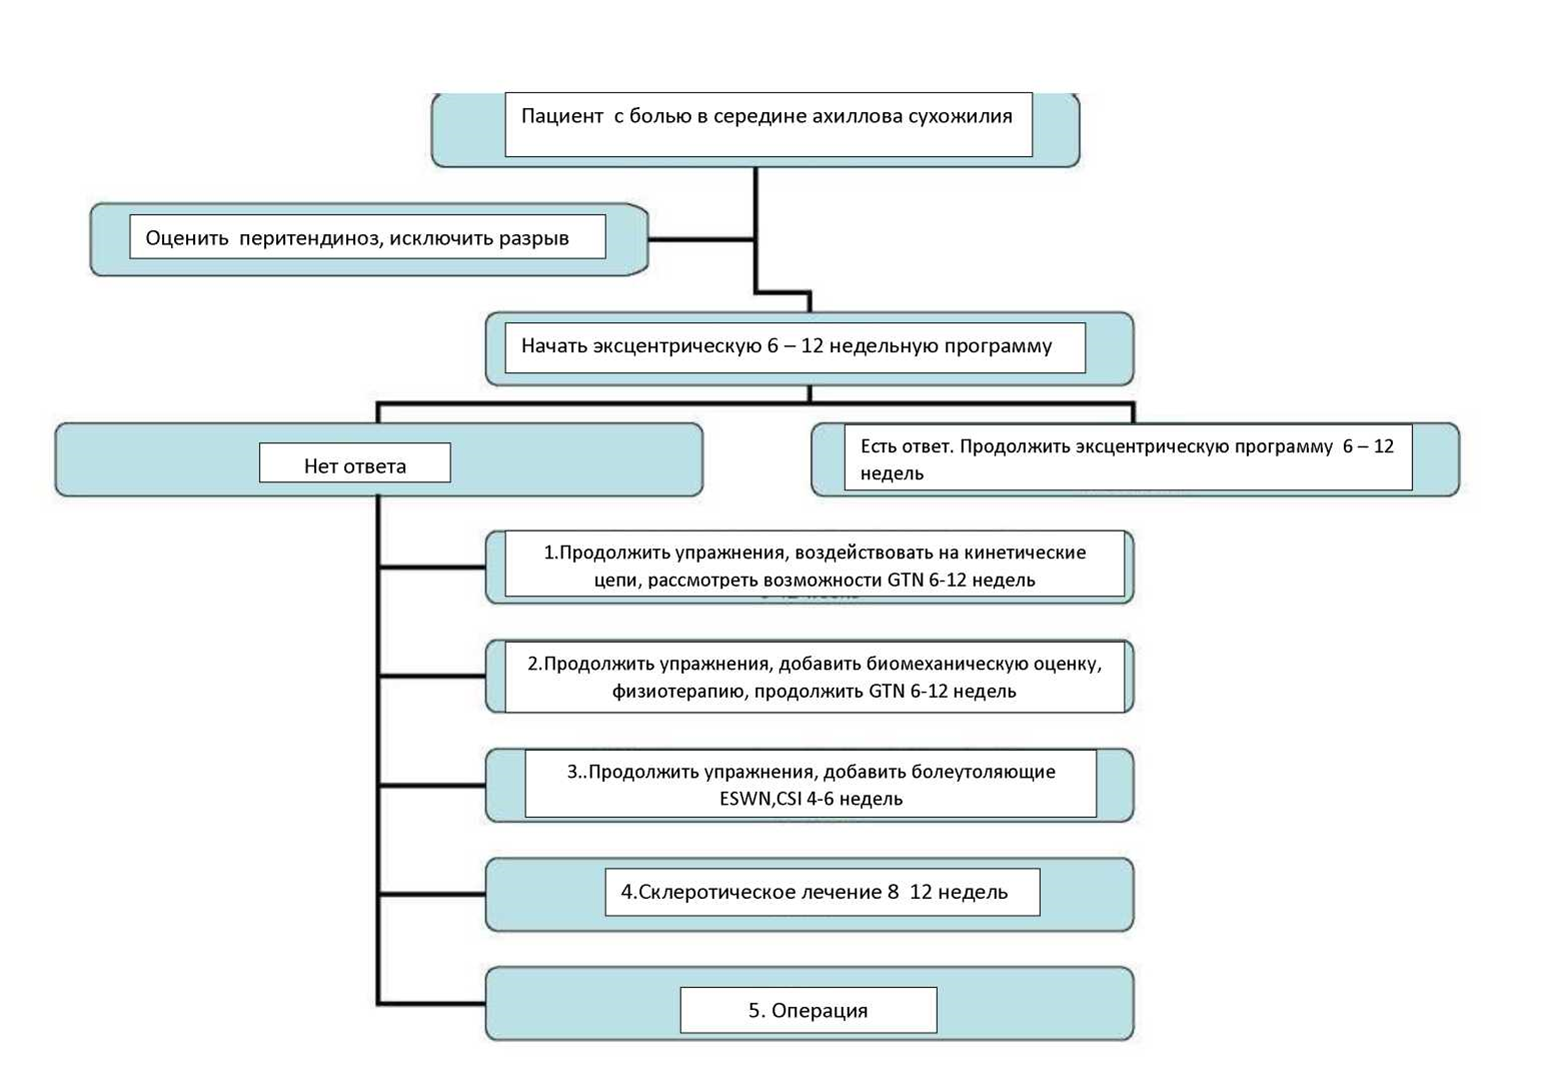 Пациент  с болью в середине ахиллова сухожилия
Оценить  перитендиноз, исключить разрыв
Начать эксцентрическую 6 – 12 недельную программу
Нет ответа
Есть ответ. Продолжить эксцентрическую программу  6 – 12
недель
1.Продолжить упражнения, воздействовать на кинетические
цепи, рассмотреть возможности GTN 6-12 недель
2.Продолжить упражнения, добавить биомеханическую оценку,
физиотерапию, продолжить GTN 6-12 недель
3..Продолжить упражнения, добавить болеутоляющие
ESWN,CSI 4-6 недель
4.Склеротическое лечение 8  12 недель
5. Операция